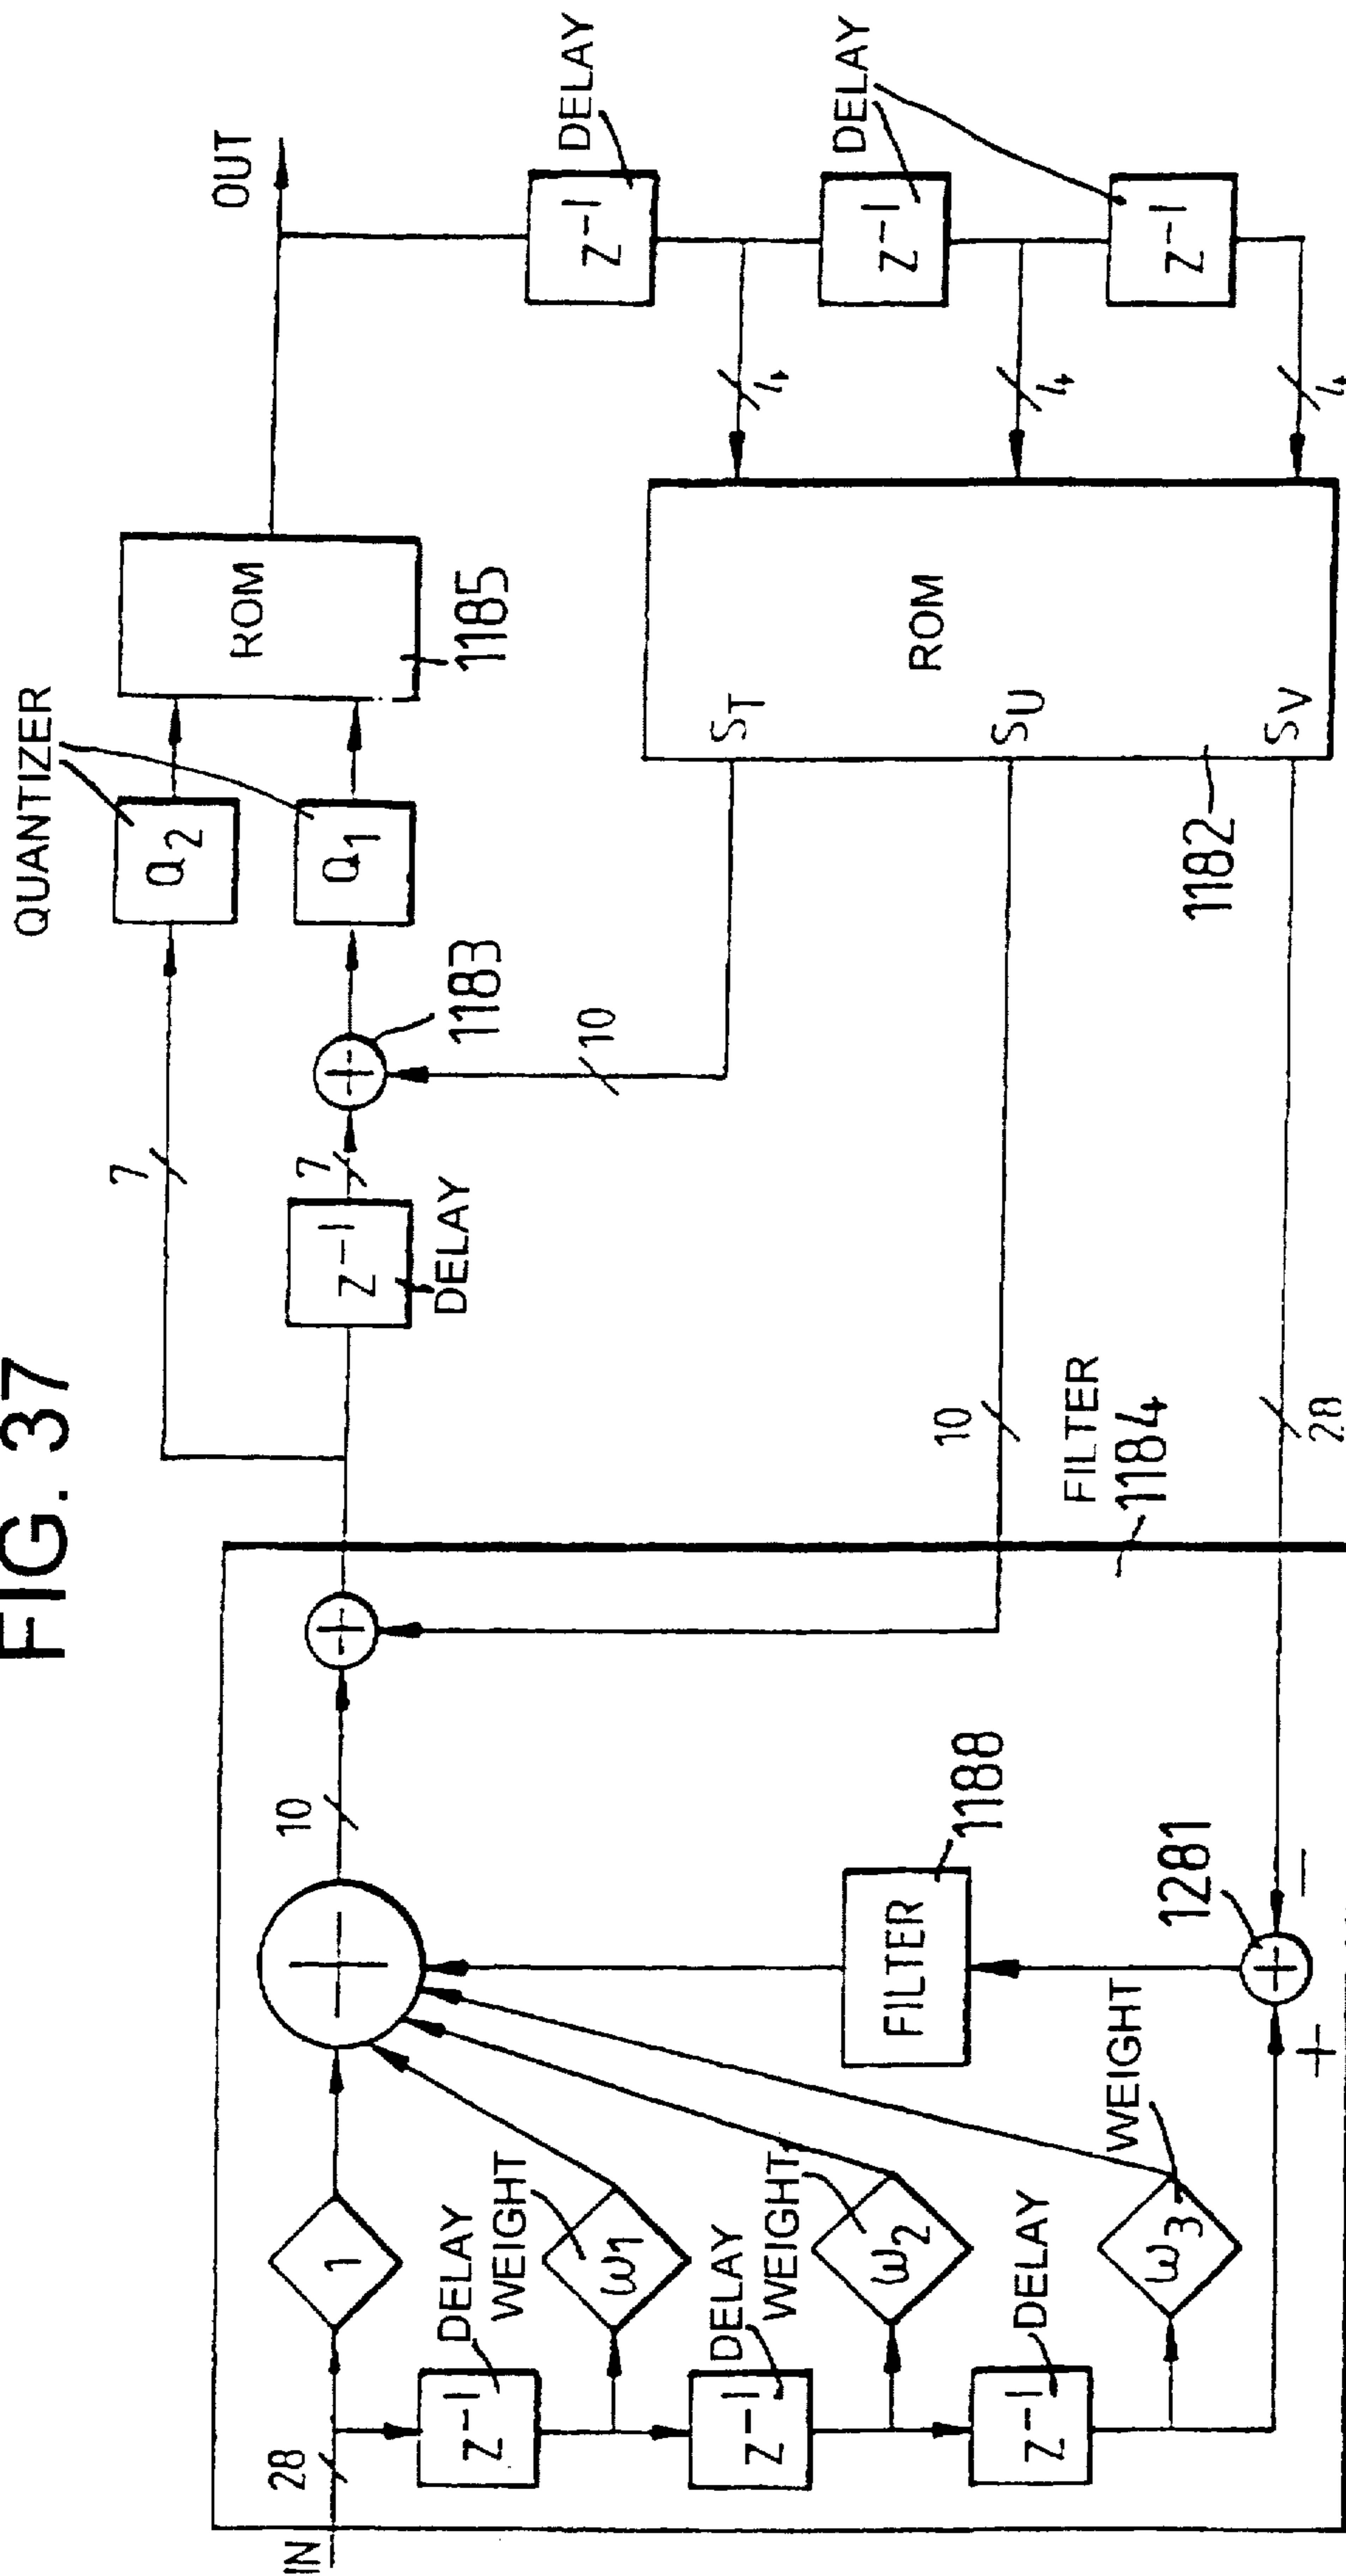 FIG. 37
IN
28
1
z⁻¹
DELAY
WEIGHT
ω1
z⁻¹
DELAY
WEIGHT
ω2
z⁻¹
DELAY
WEIGHT
ω3
+
-
1281
FILTER
1188
+
10
+
FILTER
1184
10
28
z⁻¹
DELAY
7
7
+
1183
10
QUANTIZER
Q2
Q1
ROM
1185
OUT
ROM
ST
SU
SV
1182
4
4
4
z⁻¹
DELAY
z⁻¹
DELAY
z⁻¹